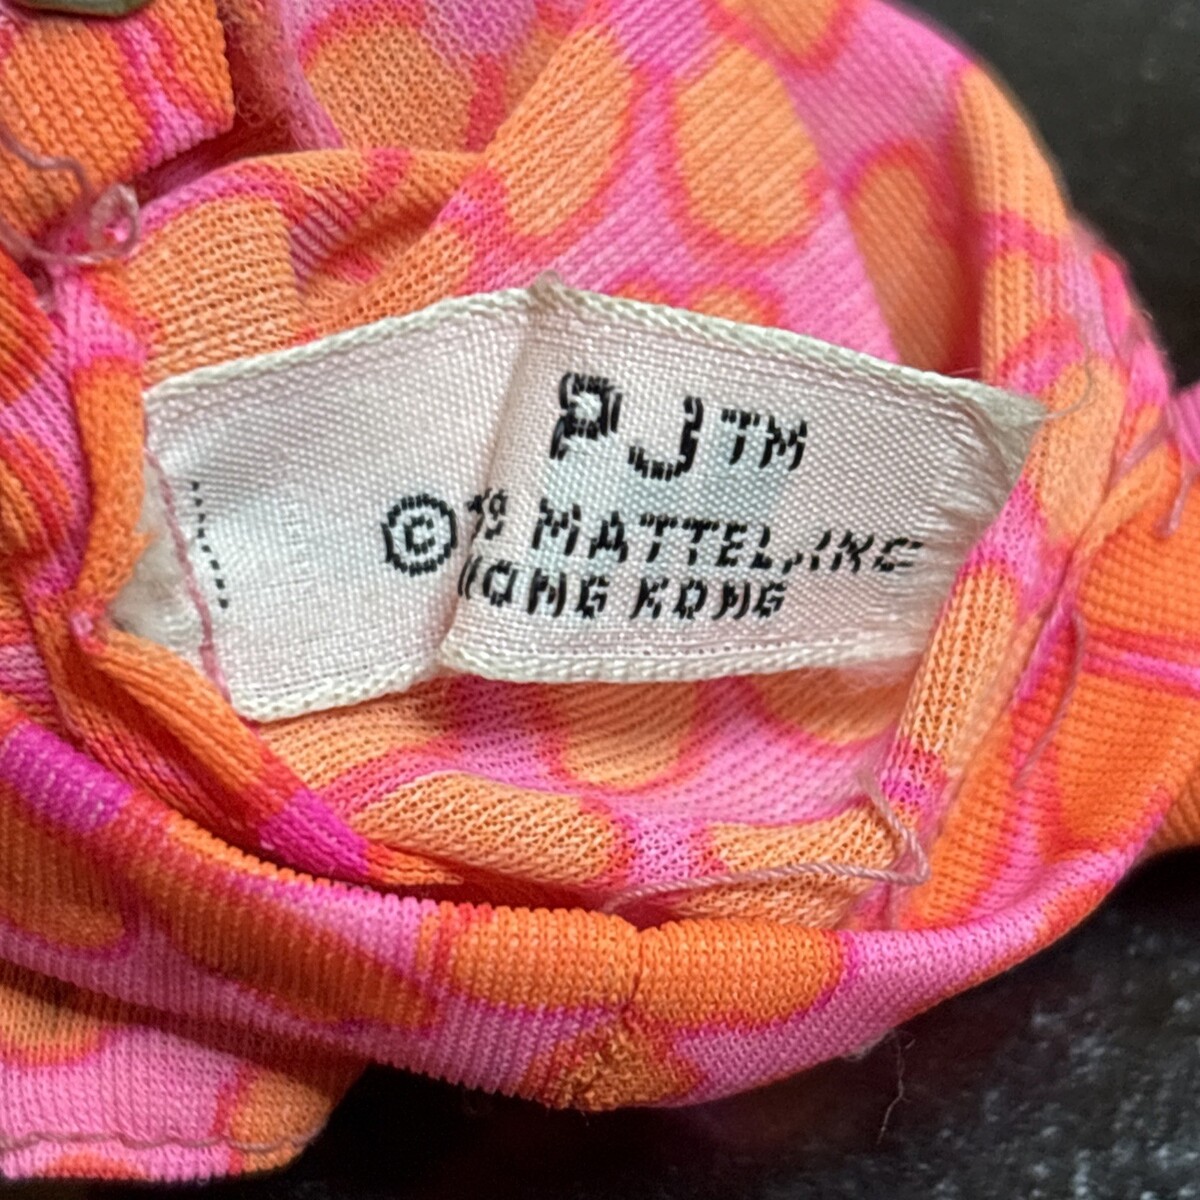 PJ™
© MATTEL, INC
HONG KONG